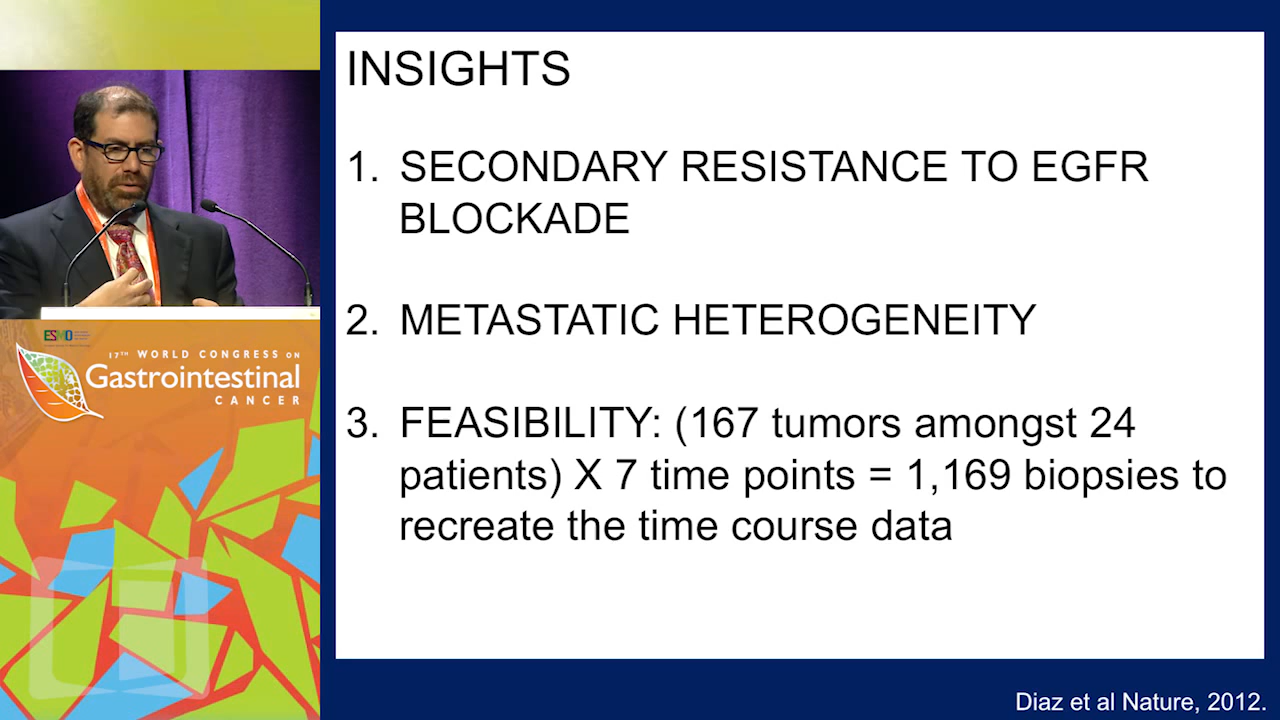 INSIGHTS
1. SECONDARY RESISTANCE TO EGFR
BLOCKADE
2. METASTATIC HETEROGENEITY
3. FEASIBILITY: (167 tumors amongst 24
patients) X 7 time points = 1,169 biopsies to
recreate the time course data
Diaz et al Nature, 2012.
ESMO
17TH WORLD CONGRESS ON
Gastrointestinal
CANCER